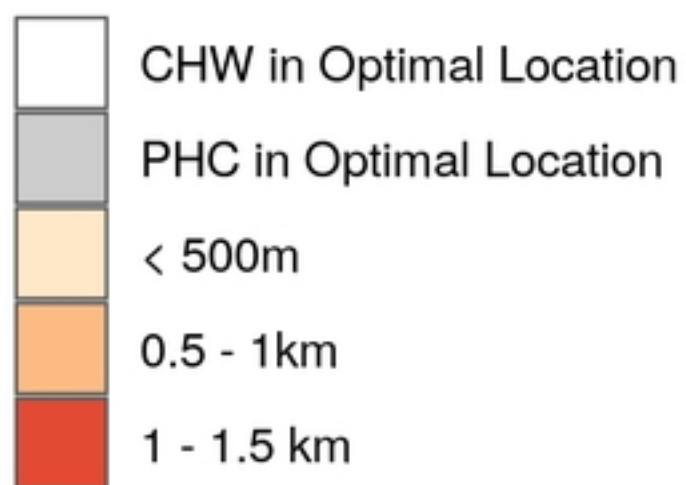 CHW in Optimal Location
PHC in Optimal Location
< 500m
0.5 - 1km
1 - 1.5 km